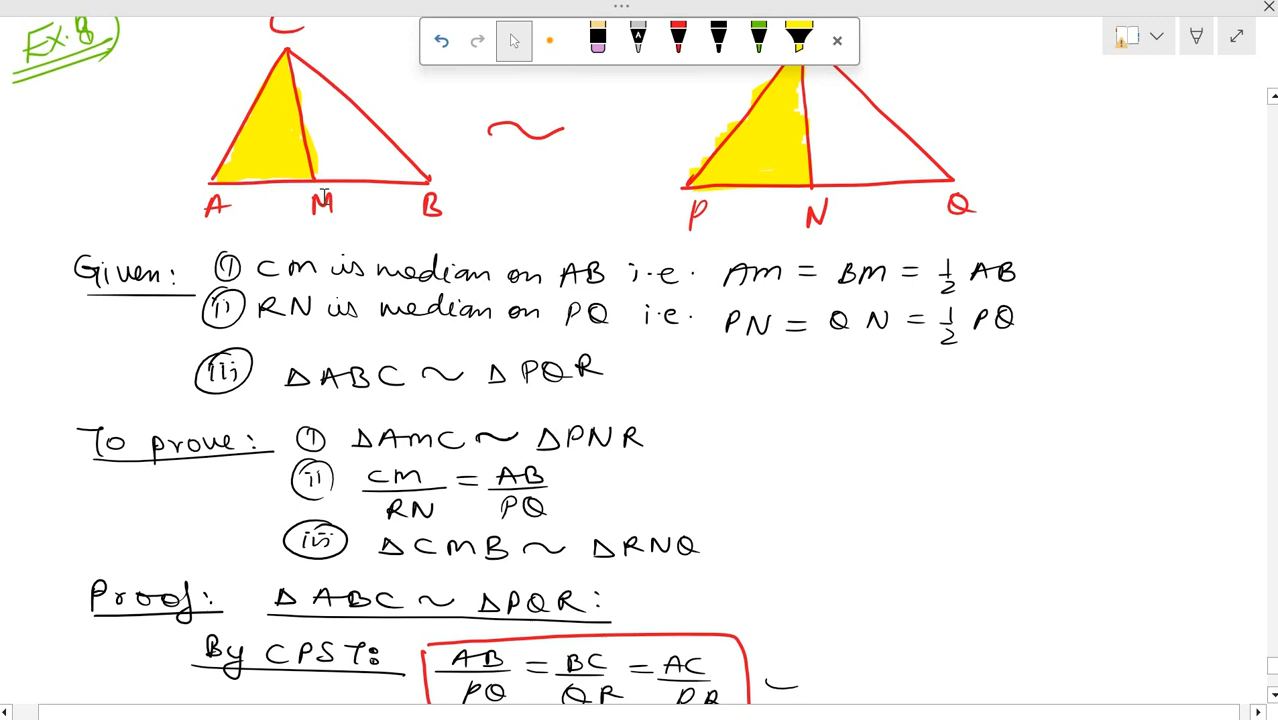 Ex. 8
C
A M B
P N Q
Given: (i) CM is median on AB i.e. AM = BM = 1/2 AB
(ii) RN is median on PQ i.e. PN = QN = 1/2 PQ
(iii) ΔABC ~ ΔPQR
To prove: (i) ΔAMC ~ ΔPNR
(ii) CM/RN = AB/PQ
(iii) ΔCMB ~ ΔRNQ
Proof: ΔABC ~ ΔPQR:
By CPST: AB/PQ = BC/QR = AC/PR